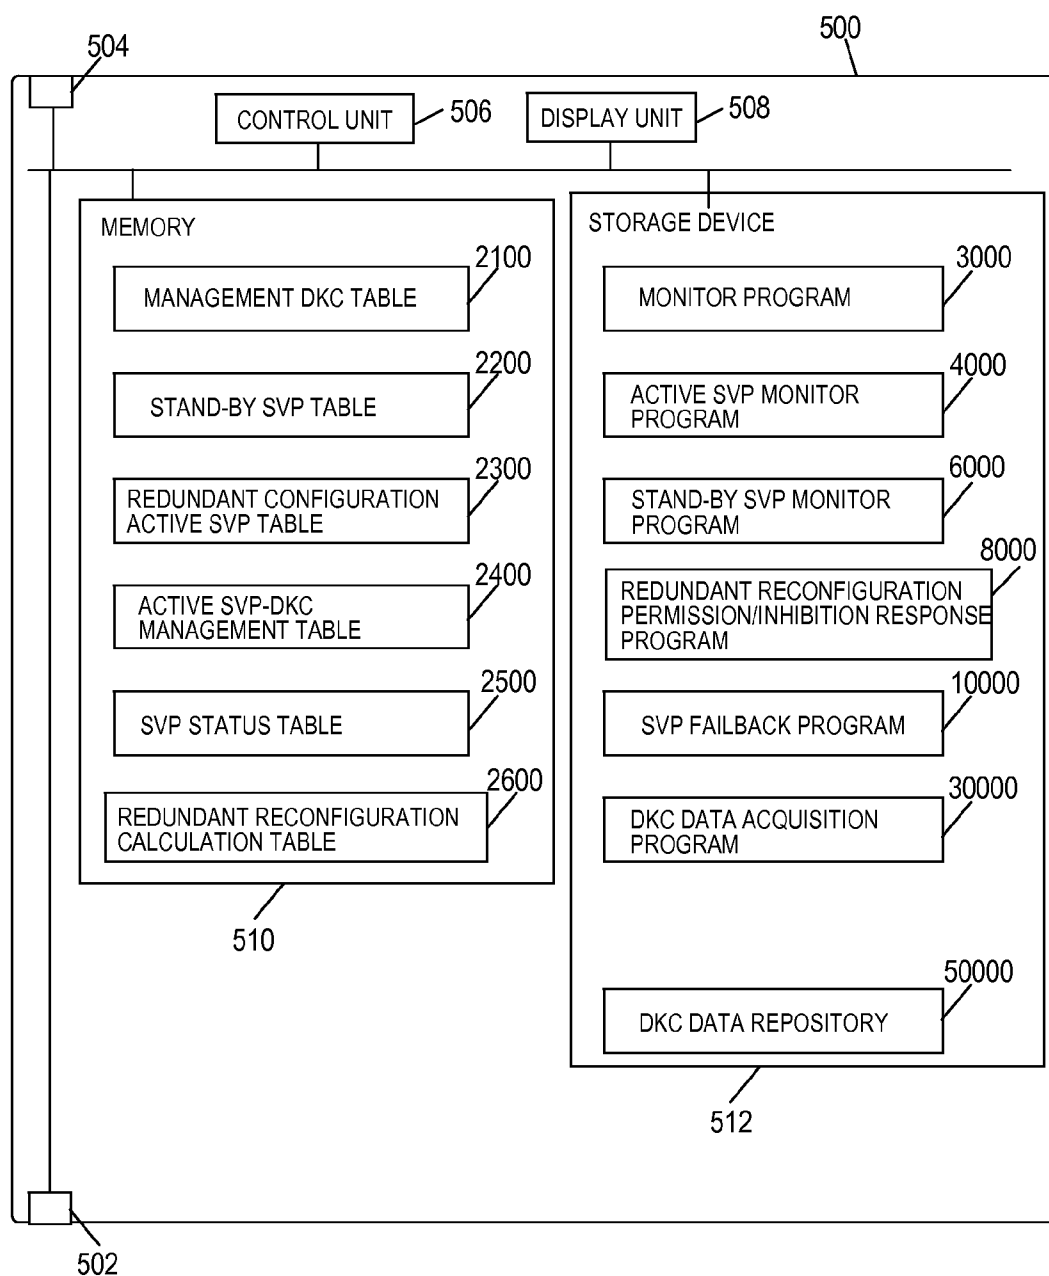 504
500
CONTROL UNIT
506
DISPLAY UNIT
508
MEMORY
2100
MANAGEMENT DKC TABLE
2200
STAND-BY SVP TABLE
2300
REDUNDANT CONFIGURATION
ACTIVE SVP TABLE
2400
ACTIVE SVP-DKC
MANAGEMENT TABLE
2500
SVP STATUS TABLE
2600
REDUNDANT RECONFIGURATION
CALCULATION TABLE
510
STORAGE DEVICE
3000
MONITOR PROGRAM
4000
ACTIVE SVP MONITOR
PROGRAM
6000
STAND-BY SVP MONITOR
PROGRAM
8000
REDUNDANT RECONFIGURATION
PERMISSION/INHIBITION RESPONSE
PROGRAM
10000
SVP FAILBACK PROGRAM
30000
DKC DATA ACQUISITION
PROGRAM
50000
DKC DATA REPOSITORY
512
502